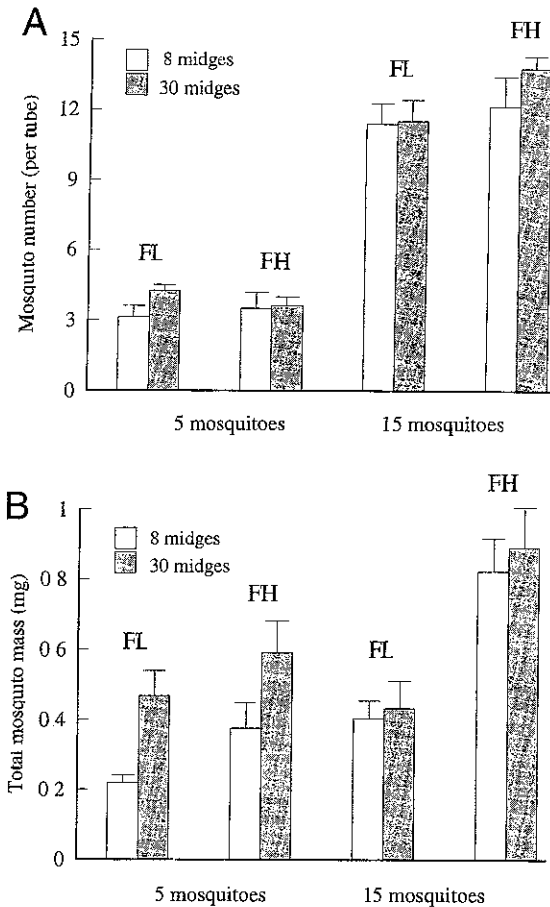 A
15
12
9
6
3
0
Mosquito number (per tube)
8 midges
30 midges
FL
FH
FL
FH
5 mosquitoes
15 mosquitoes
B
1
0.8
0 6
0.4
0 2
0
Total mosquito mass (mg)
8 midges
30 midges
FL
FH
FL
FH
5 mosquitoes
15 mosquitoes